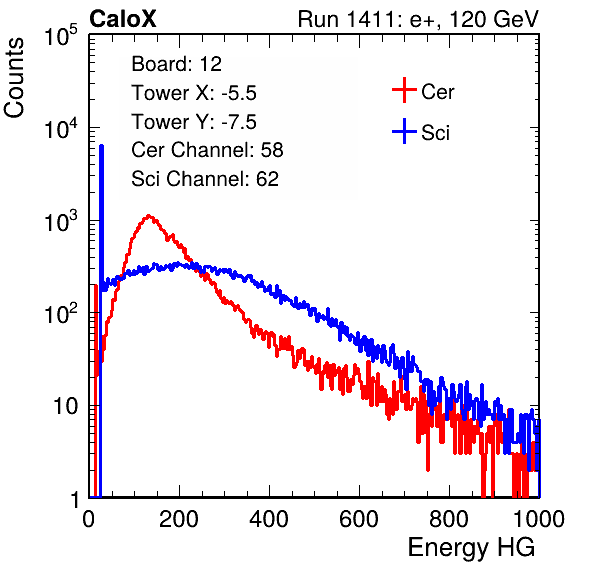 CaloX Run 1411: e+, 120 GeV
Counts
Board: 12
Tower X: -5.5
Tower Y: -7.5
Cer Channel: 58
Sci Channel: 62
Cer
Sci
10^5
10^4
10^3
10^2
10
1
0 200 400 600 800 1000
Energy HG